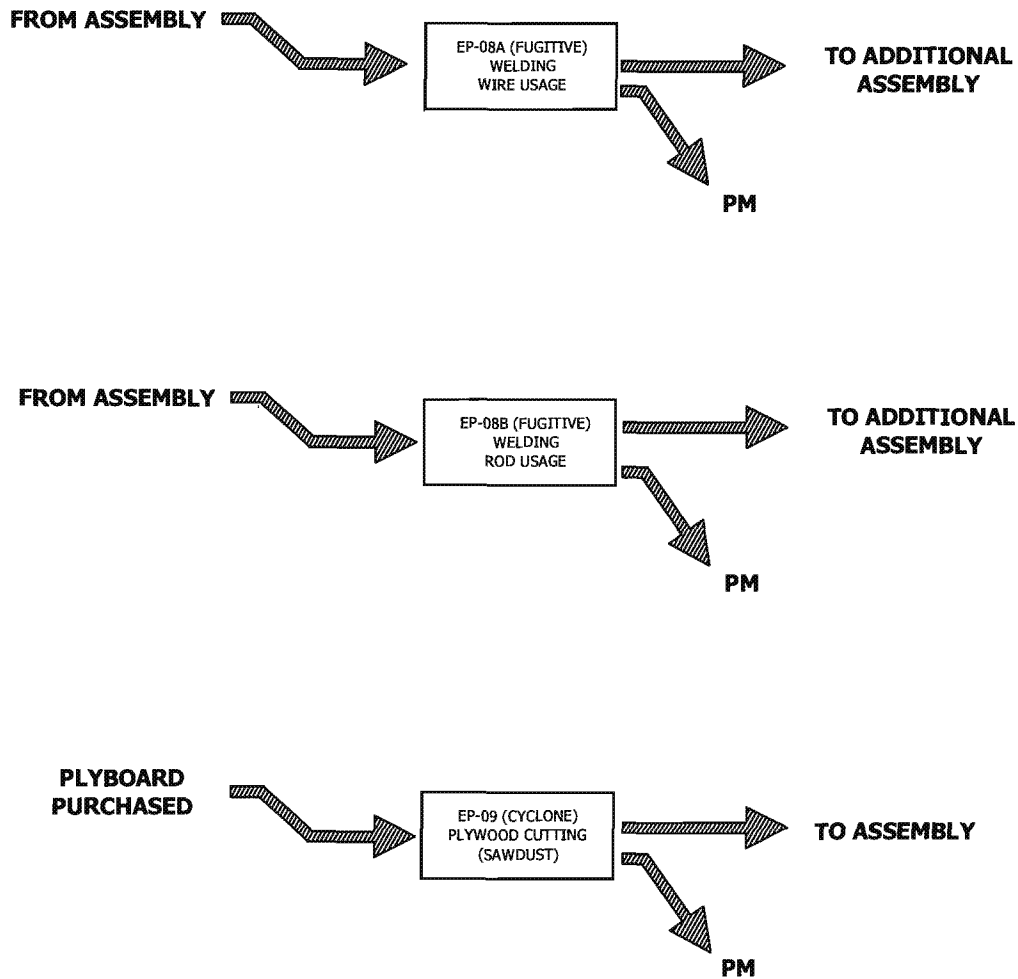 FROM ASSEMBLY
EP-08A (FUGITIVE)
WELDING
WIRE USAGE
TO ADDITIONAL
ASSEMBLY
PM
FROM ASSEMBLY
EP-08B (FUGITIVE)
WELDING
ROD USAGE
TO ADDITIONAL
ASSEMBLY
PM
PLYBOARD
PURCHASED
EP-09 (CYCLONE)
PLYWOOD CUTTING
(SAWDUST)
TO ASSEMBLY
PM